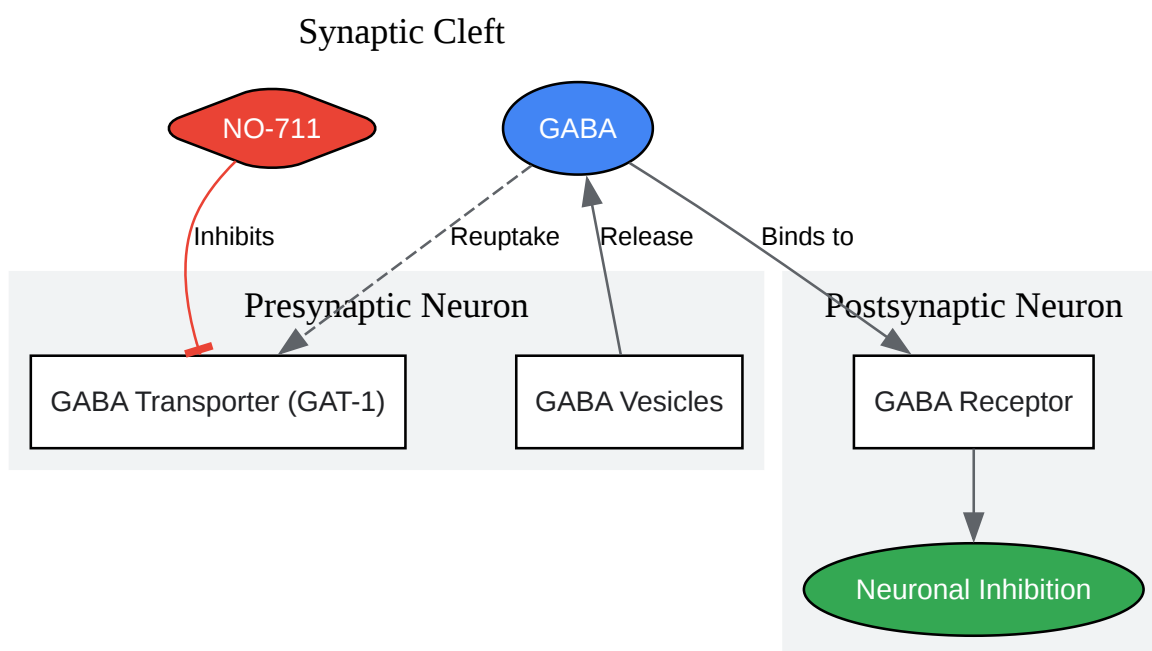 Synaptic Cleft
NO-711
GABA
Inhibits
Reuptake
Release
Binds to
Presynaptic Neuron
Postsynaptic Neuron
GABA Transporter (GAT-1)
GABA Vesicles
GABA Receptor
Neuronal Inhibition